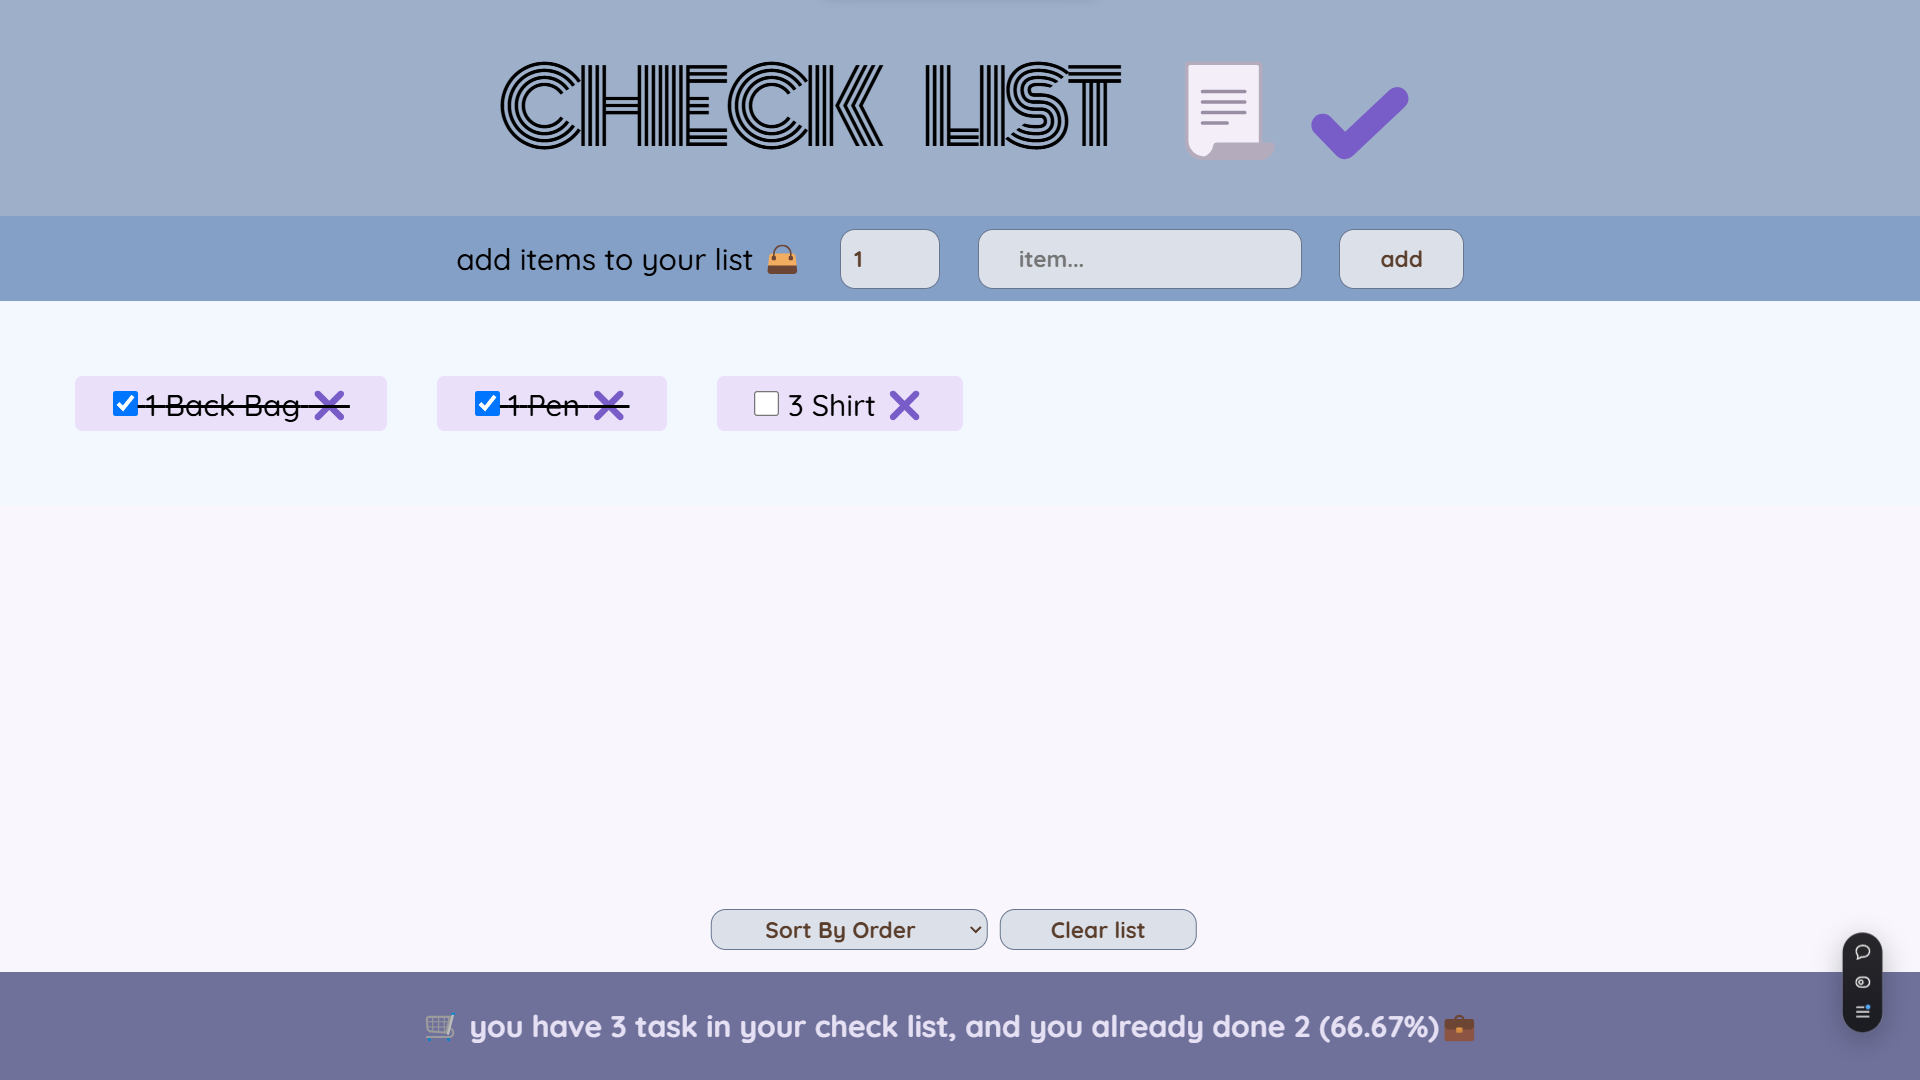 CHECK LIST
add items to your list 1 item... add
1 Back Bag 1 Pen 3 Shirt
Sort By Order Clear list
you have 3 task in your check list, and you already done 2 (66.67%)